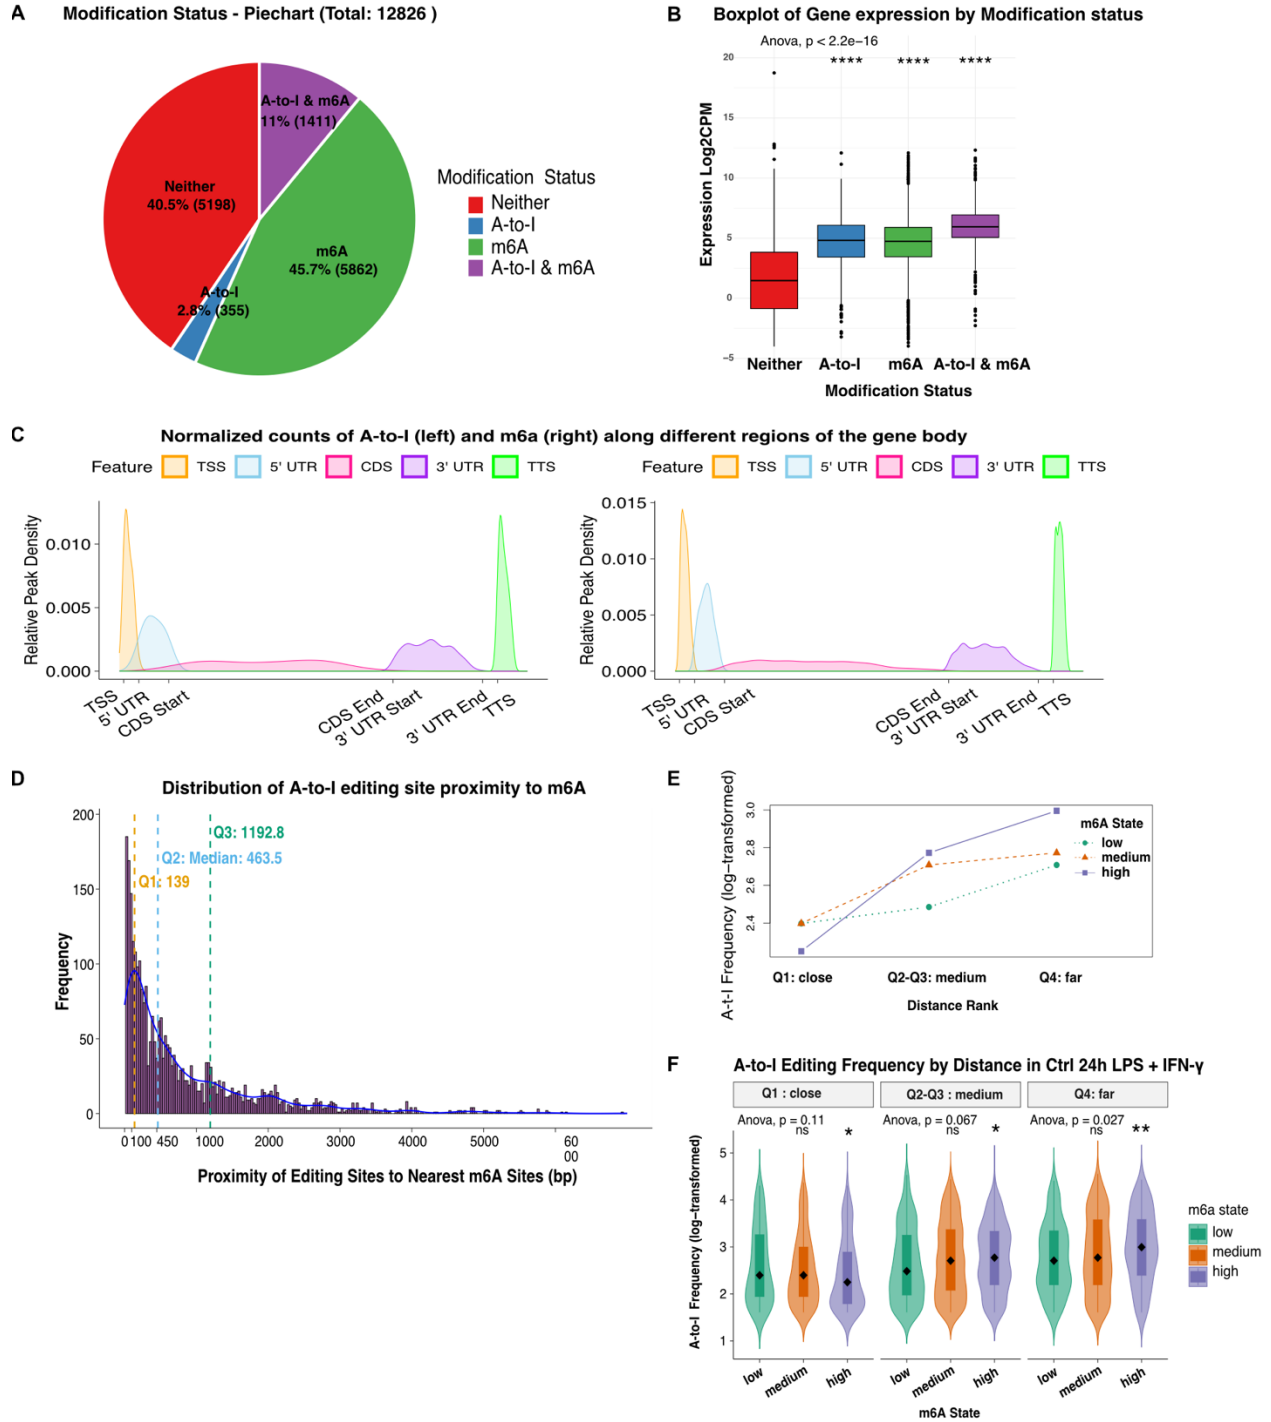 A
Modification Status - Piechart (Total: 12826 )
A-to-I & m6A
11% (1411)
Neither
40.5% (5198)
m6A
45.7% (5862)
A-to-I
2.8% (355)
Modification Status
Neither
A-to-I
m6A
A-to-I & m6A
B
Boxplot of Gene expression by Modification status
Anova, p < 2.2e−16
**** **** ****
Expression Log2CPM
20
15
10
5
0
−5
Neither A-to-I m6A A-to-I & m6A
Modification Status
C
Normalized counts of A-to-I (left) and m6a (right) along different regions of the gene body
Feature TSS 5' UTR CDS 3' UTR TTS
Relative Peak Density
0.010
0.005
0.000
TSS 5' UTR CDS Start CDS End 3' UTR Start 3' UTR End TTS
Feature TSS 5' UTR CDS 3' UTR TTS
Relative Peak Density
0.015
0.010
0.005
0.000
TSS 5' UTR CDS Start CDS End 3' UTR Start 3' UTR End TTS
D
Distribution of A-to-I editing site proximity to m6A
Q3: 1192.8
Q2: Median: 463.5
Q1: 139
Frequency
200
150
100
50
0
0 100 450 1000 2000 3000 4000 5000 60
00
Proximity of Editing Sites to Nearest m6A Sites (bp)
E
A-t-I Frequency (log−transformed)
3.0
2.8
2.6
2.4
m6A State
low
medium
high
Q1: close Q2-Q3: medium Q4: far
Distance Rank
F
A-to-I Editing Frequency by Distance in Ctrl 24h LPS + IFN-γ
Q1 : close Q2-Q3 : medium Q4: far
Anova, p = 0.11 Anova, p = 0.067 Anova, p = 0.027
ns * ns * ns **
A-to-I Frequency (log−transformed)
5
4
3
2
1
low medium high low medium high low medium high
m6A State
m6a state
low
medium
high